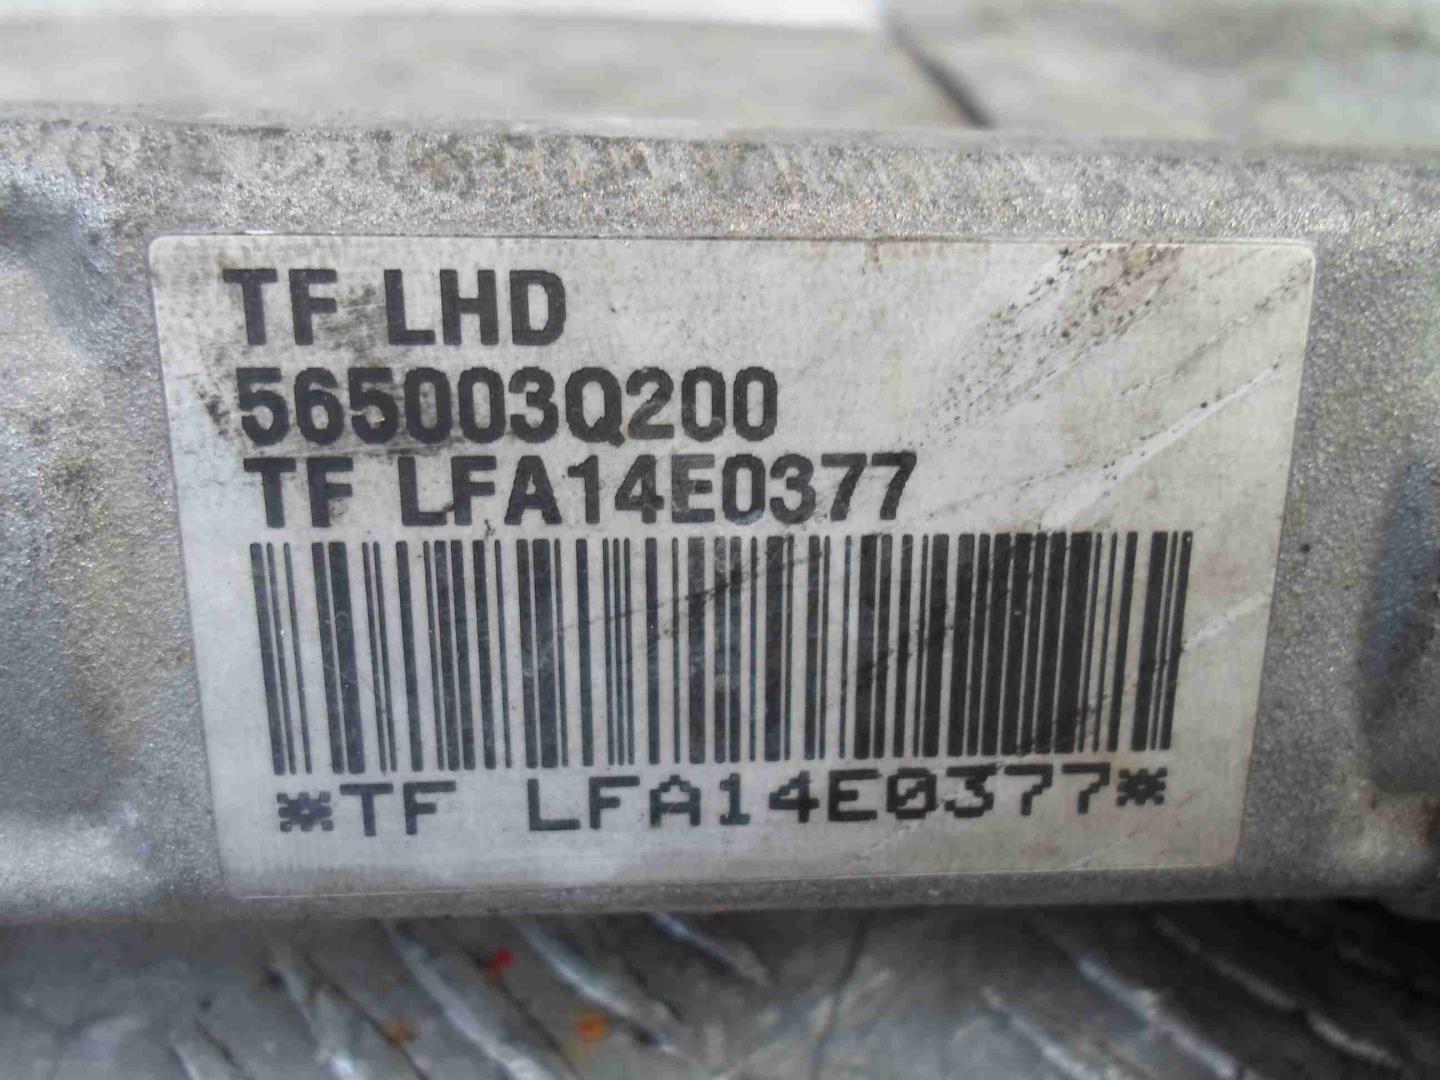 TF LHD
565003Q200
TF LFA14E0377
*TF LFA14E0377*